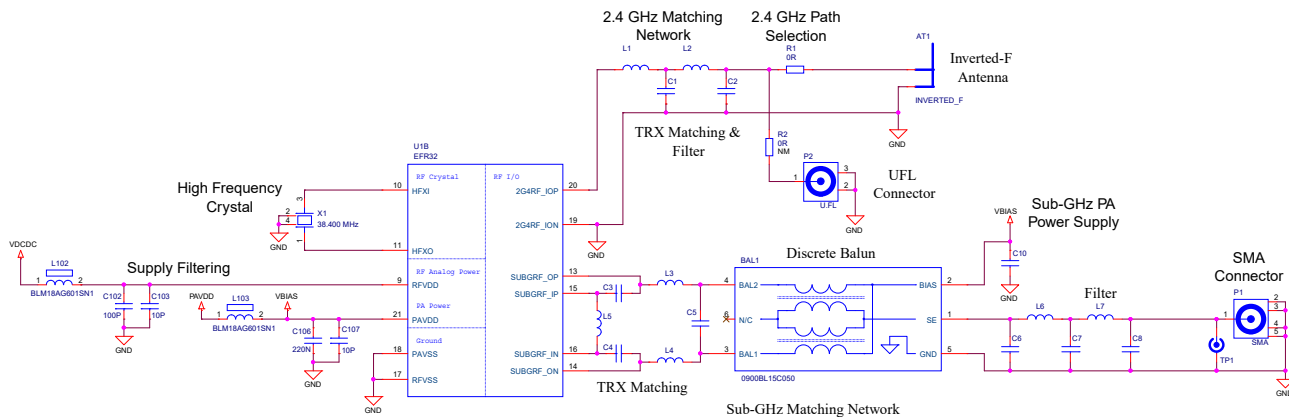 2.4 GHz Matching
Network
2.4 GHz Path
Selection
L1
L2
R1
0R
AT1
Inverted-F
Antenna
INVERTED_F
C1
C2
TRX Matching &
Filter
GND
R2
0R
NM
P2
1
3
2
U.FL
UFL
Connector
GND
U1B
EFR32
RF Crystal
RF I/O
High Frequency
Crystal
10
HFXI
2G4RF_IOP
20
3
2
4
X1
38.400 MHz
1
GND
2G4RF_ION
19
GND
11
HFXO
Sub-GHz PA
Power Supply
VBIAS
C10
GND
VDCDC
L102
1
2
BLM18AG601SN1
Supply Filtering
RF Analog Power
9
RFVDD
C102
100P
C103
10P
GND
PAVDD
L103
1
2
BLM18AG601SN1
VBIAS
PA Power
21
PAVDD
C106
220N
C107
10P
GND
Ground
18
PAVSS
17
RFVSS
GND
SUBGRF_OP
13
SUBGRF_IP
15
SUBGRF_IN
16
SUBGRF_ON
14
L3
C3
L5
C4
L4
C5
TRX Matching
Discrete Balun
BAL1
4
BAL2
BIAS
2
6
N/C
SE
1
3
BAL1
GND
5
0900BL15C050
Sub-GHz Matching Network
L6
Filter
L7
C6
C7
C8
TP1
SMA
Connector
P1
1
2
3
4
5
SMA
GND